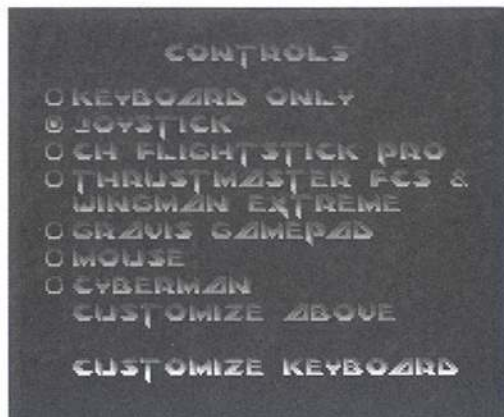 CONTROLS
KEYBOARD ONLY
JOYSTICK
CH FLIGHTSTICK PRO
THRUSTMASTER FCS &
WINGMAN EXTREME
GRAVIS GAMEPAD
MOUSE
CYBERMAN
CUSTOMIZE ABOVE
CUSTOMIZE KEYBOARD